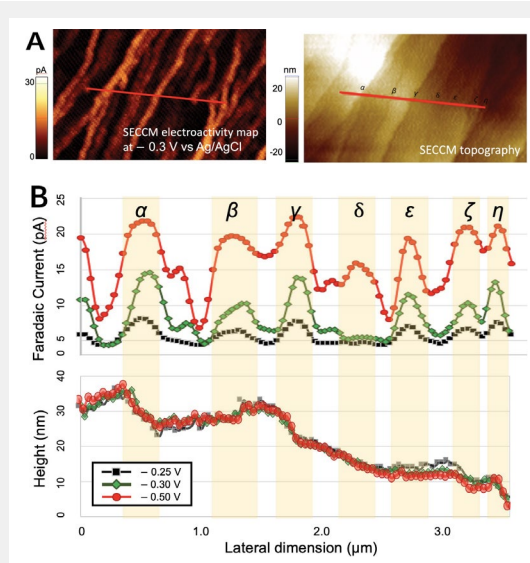 A
pA
30
0
SECCM electroactivity map
at – 0.3 V vs Ag/AgCl
nm
20
0
-20
α
β
γ
SECCM topography
B
Faradaic Current (pA)
25
20
15
10
5
0
α
β
γ
δ
ε
ζ
η
Height (nm)
40
30
20
10
0
– 0.25 V
– 0.30 V
– 0.50 V
0
1.0
2.0
3.0
Lateral dimension (μm)